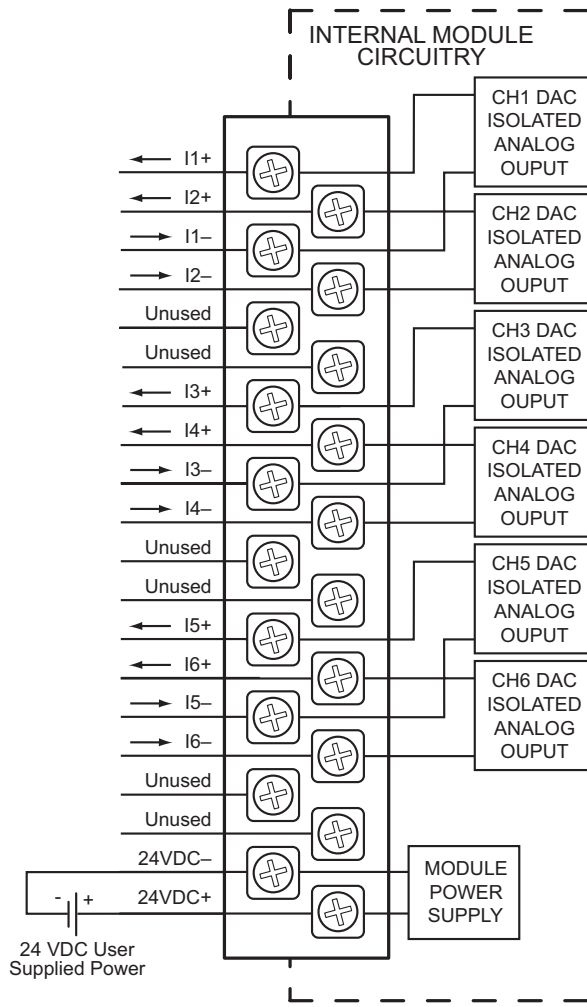 INTERNAL MODULE
CIRCUITRY
CH1 DAC
ISOLATED
ANALOG
OUPUT
I1+
I2+
I1–
I2–
Unused
Unused
I3+
I4+
I3–
I4–
Unused
Unused
I5+
I6+
I5–
I6–
Unused
Unused
24VDC–
24VDC+
- +
24 VDC User
Supplied Power
CH2 DAC
ISOLATED
ANALOG
OUPUT
CH3 DAC
ISOLATED
ANALOG
OUPUT
CH4 DAC
ISOLATED
ANALOG
OUPUT
CH5 DAC
ISOLATED
ANALOG
OUPUT
CH6 DAC
ISOLATED
ANALOG
OUPUT
MODULE
POWER
SUPPLY